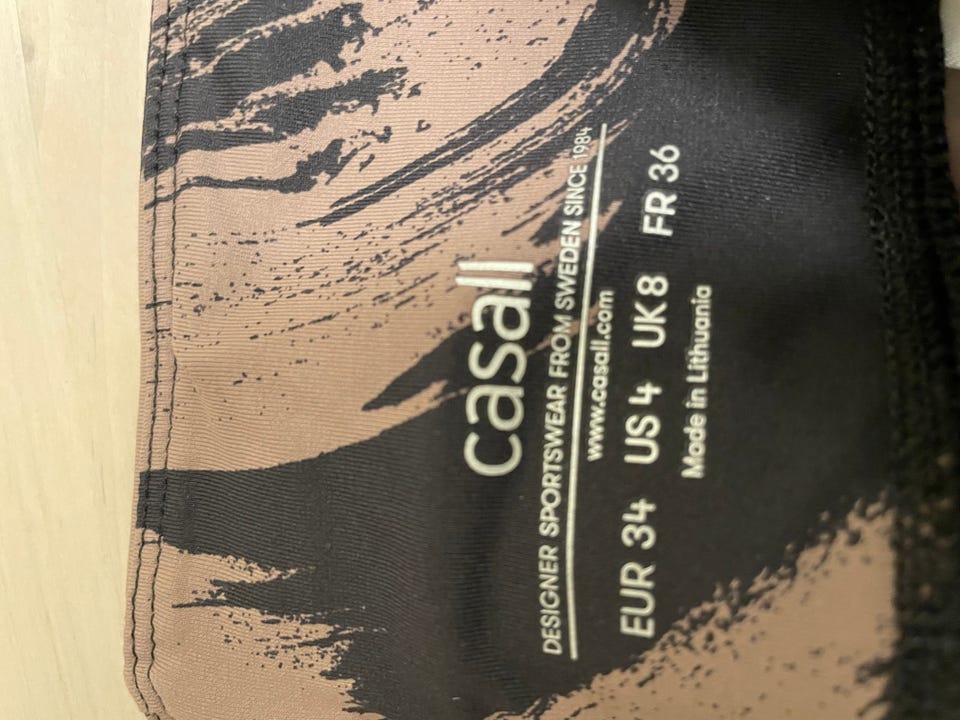 casall
DESIGNER SPORTSWEAR FROM SWEDEN SINCE 1984
www.casall.com
EUR 34 US 4 UK 8 FR 36
Made in Lithuania